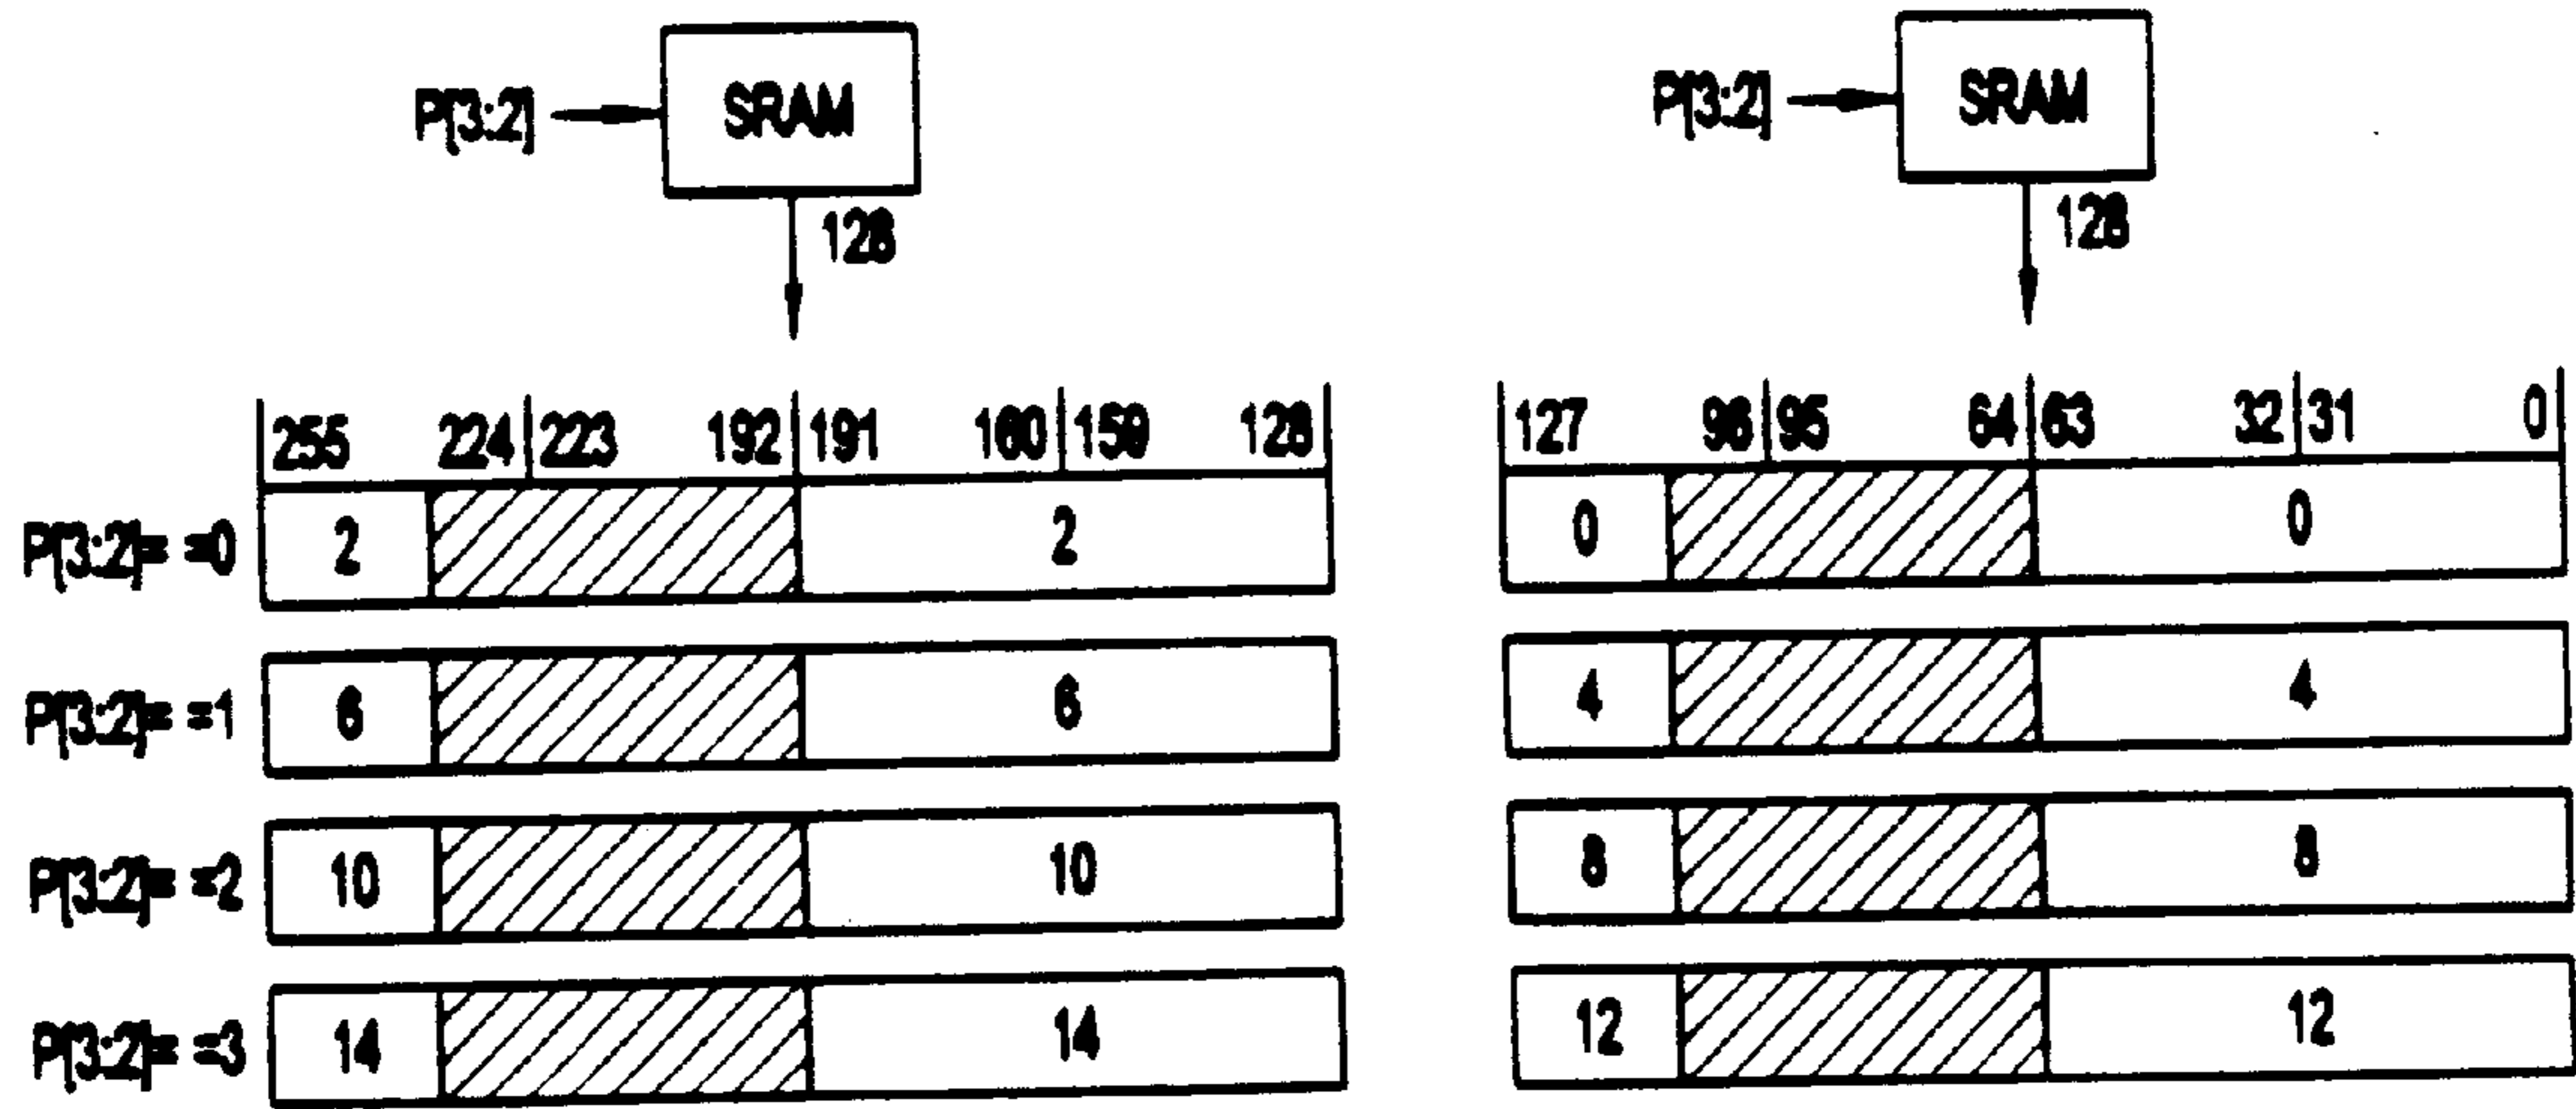 P[3:2] SRAM P[3:2] SRAM
128 128
255 224 223 192 191 160 159 128 127 96 95 64 63 32 31 0
P[3:2]= =0 2 2 0 0
P[3:2]= =1 6 6 4 4
P[3:2]= =2 10 10 8 8
P[3:2]= =3 14 14 12 12